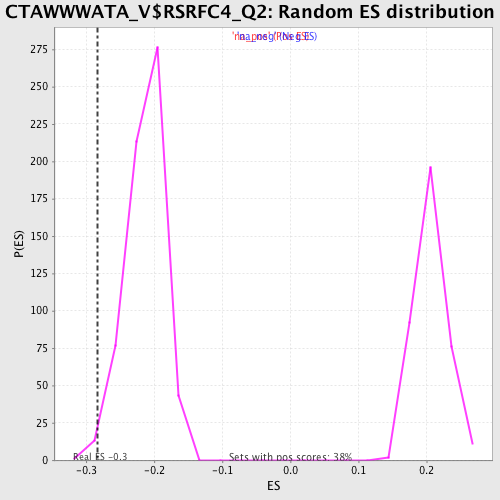 CTAWWWATA_V$RSRFC4_Q2: Random ES distribution
275
250
225
200
175
150
125
100
75
50
25
0
P(ES)
Real ES -0.3
Sets with pos scores: 38%
-0.3 -0.2 -0.1 0.0 0.1 0.2
ES